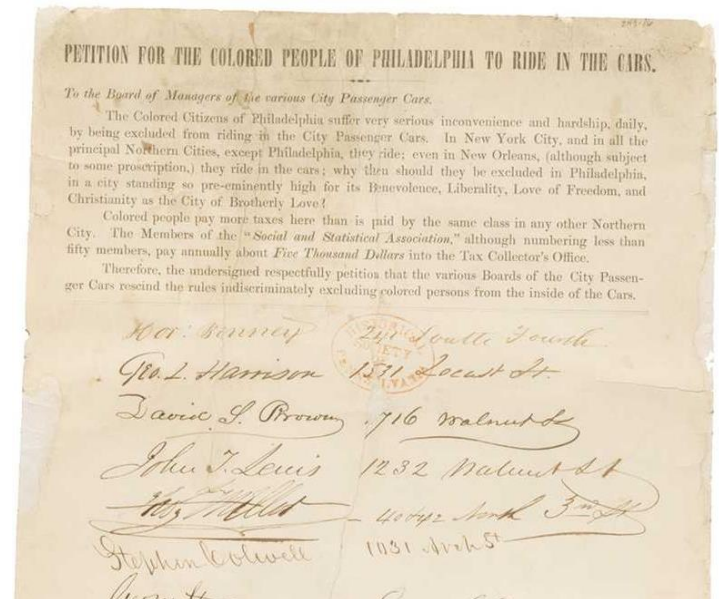 PETITION FOR THE COLORED PEOPLE OF PHILADELPHIA TO RIDE IN THE CARS.
To the Board of Managers of the various City Passenger Cars.
The Colored Citizens of Philadelphia suffer very serious inconvenience and hardship, daily,
by being excluded from riding in the City Passenger Cars. In New York City, and in all the
principal Northern Cities, except Philadelphia, they ride; even in New Orleans, (although subject
to some proscription,) they ride in the cars; why then should they be excluded in Philadelphia,
in a city standing so pre-eminently high for its Benevolence, Liberality, Love of Freedom, and
Christianity as the City of Brotherly Love?
Colored people pay more taxes here than is paid by the same class in any other Northern
City. The Members of the "Social and Statistical Association," although numbering less than
fifty members, pay annually about Five Thousand Dollars into the Tax Collector's Office.
Therefore, the undersigned respectfully petition that the various Boards of the City Passen-
ger Cars rescind the rules indiscriminately excluding colored persons from the inside of the Cars.
Hor: Binney South Fourth
HISTORICAL SOCIETY
Geo. L. Harrison Locust St.
David S. Brown 716 Walnut St
John T. Lewis 1232 Walnut St
North 3rd St
Stephen Colwell 1031 Arch St